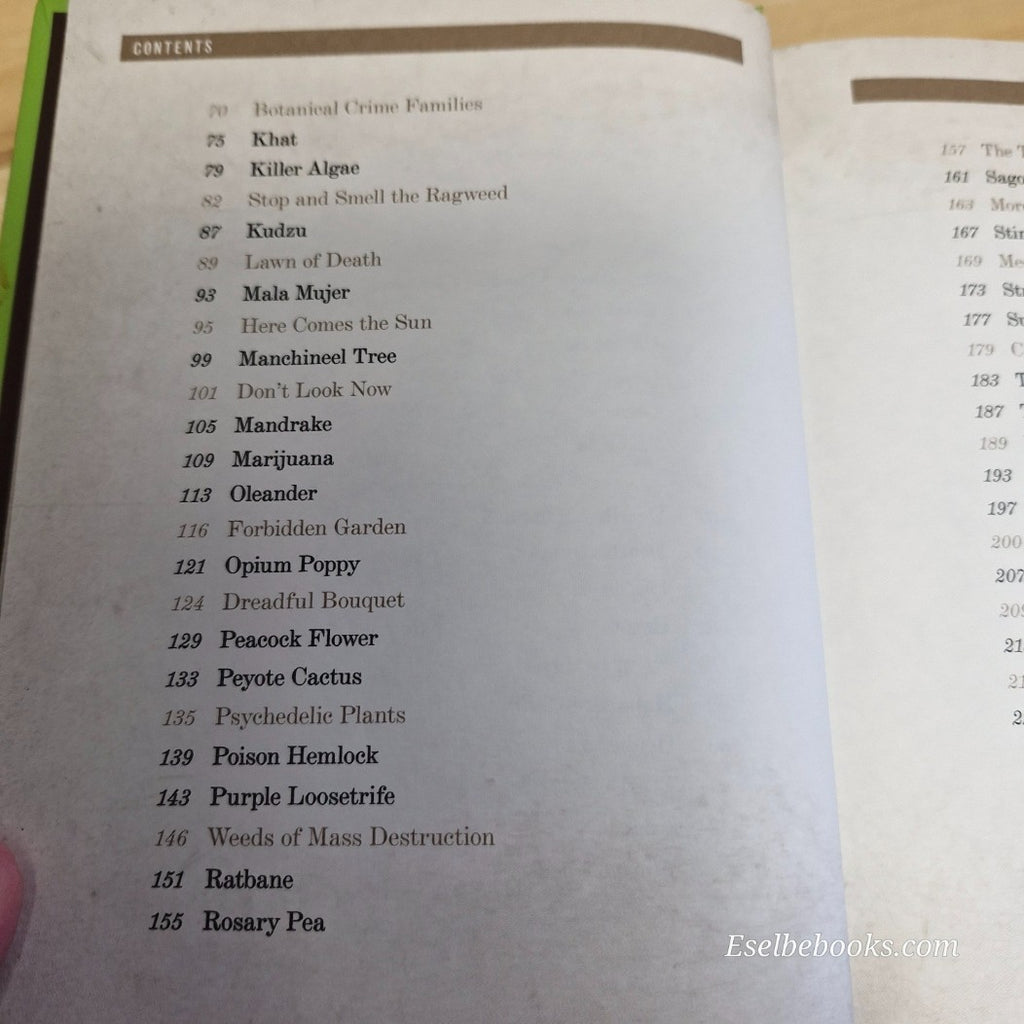 CONTENTS
70 Botanical Crime Families
75 Khat
79 Killer Algae
82 Stop and Smell the Ragweed
87 Kudzu
89 Lawn of Death
93 Mala Mujer
95 Here Comes the Sun
99 Manchineel Tree
101 Don't Look Now
105 Mandrake
109 Marijuana
113 Oleander
116 Forbidden Garden
121 Opium Poppy
124 Dreadful Bouquet
129 Peacock Flower
133 Peyote Cactus
135 Psychedelic Plants
139 Poison Hemlock
143 Purple Loosetrife
146 Weeds of Mass Destruction
151 Ratbane
155 Rosary Pea
157 The
161
163
167
169
173
177
179
183
187
189
193
197
200
207
Eselbebooks.com